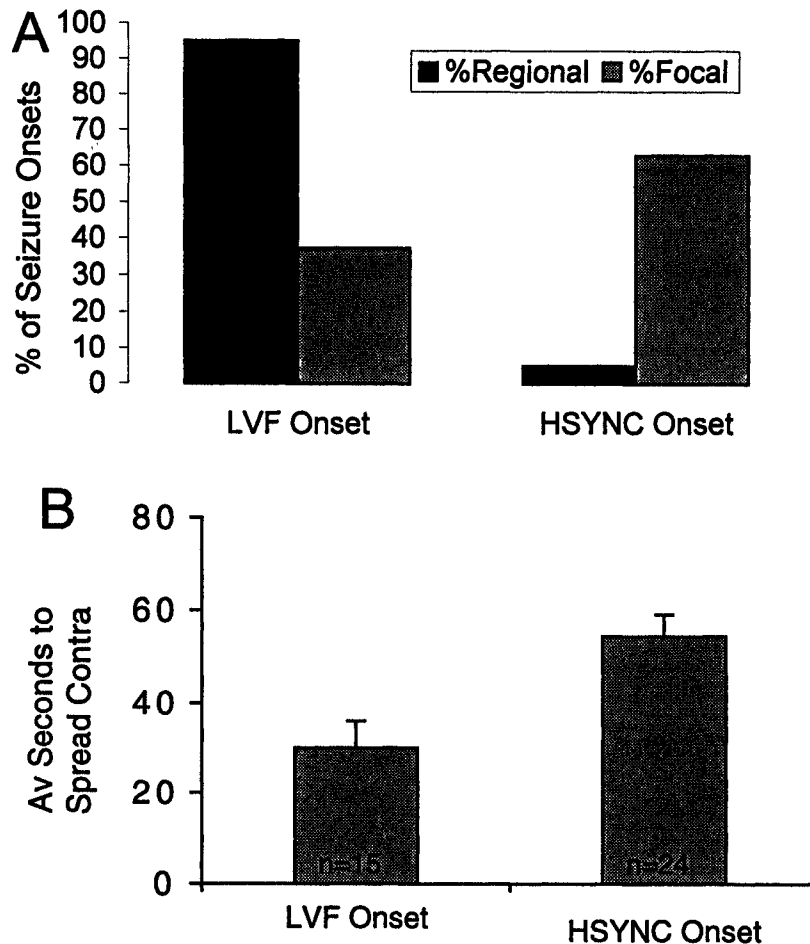 A
% of Seizure Onsets
100
90
80
70
60
50
40
30
20
10
0
%Regional %Focal
LVF Onset HSYNC Onset
B
Av Seconds to
Spread Contra
80
60
40
20
0
n=15 n=24
LVF Onset HSYNC Onset